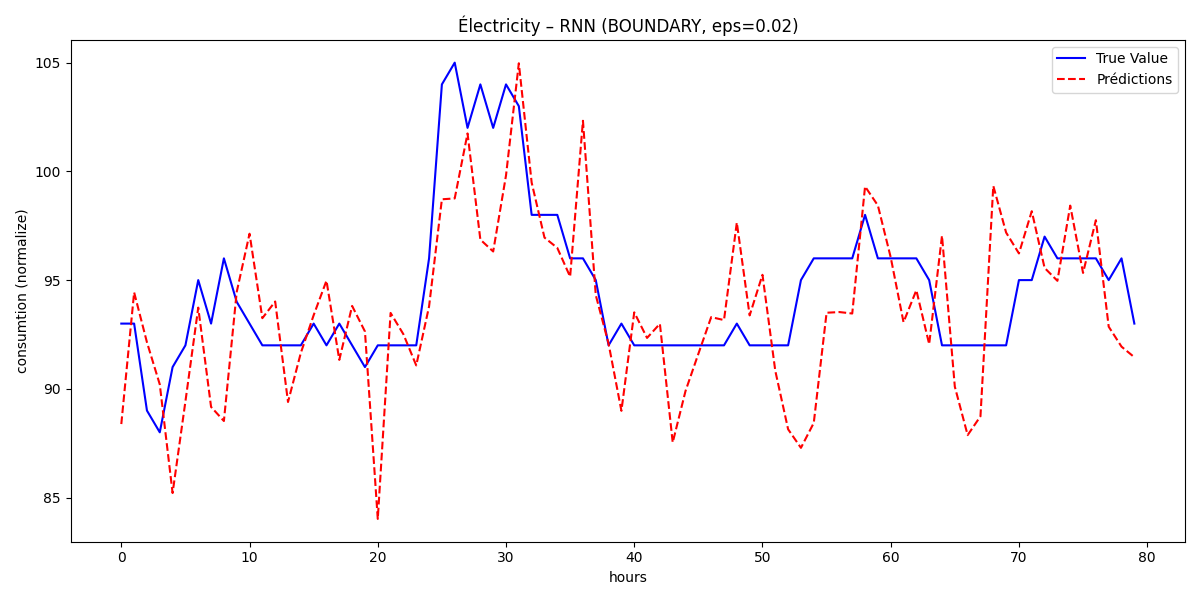 Électricity – RNN (BOUNDARY, eps=0.02)
True Value
Prédictions
consumtion (normalize)
105
100
95
90
85
0 10 20 30 40 50 60 70 80
hours